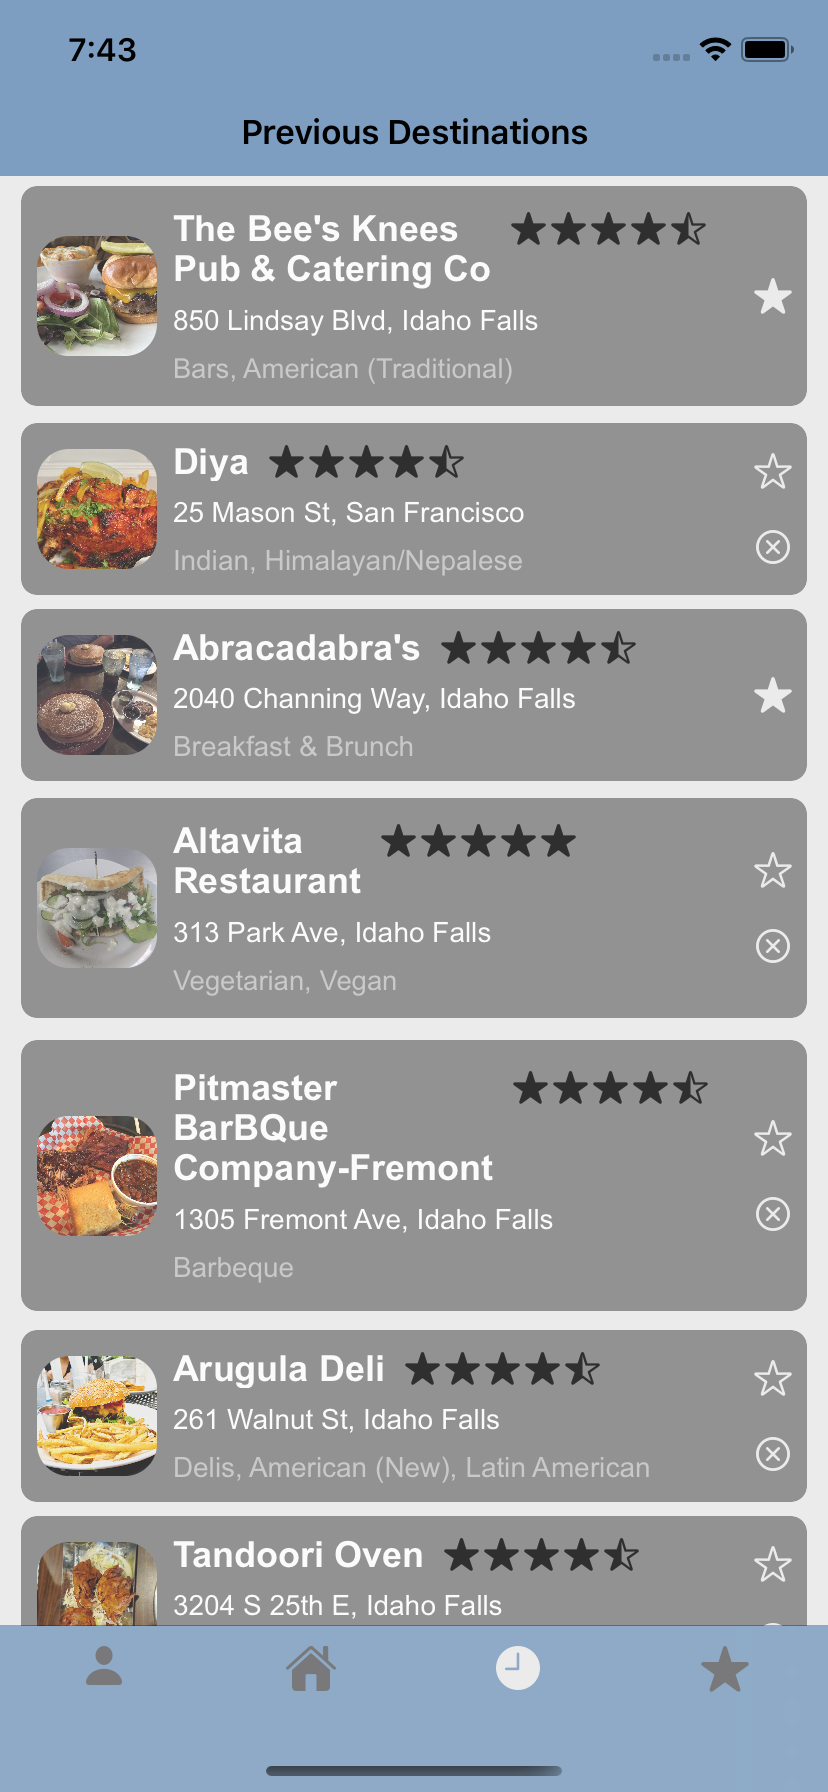 7:43
Previous Destinations
The Bee's Knees
Pub & Catering Co
850 Lindsay Blvd, Idaho Falls
Bars, American (Traditional)
Diya
25 Mason St, San Francisco
Indian, Himalayan/Nepalese
Abracadabra's
2040 Channing Way, Idaho Falls
Breakfast & Brunch
Altavita
Restaurant
313 Park Ave, Idaho Falls
Vegetarian, Vegan
Pitmaster
BarBQue
Company-Fremont
1305 Fremont Ave, Idaho Falls
Barbeque
Arugula Deli
261 Walnut St, Idaho Falls
Delis, American (New), Latin American
Tandoori Oven
3204 S 25th E, Idaho Falls